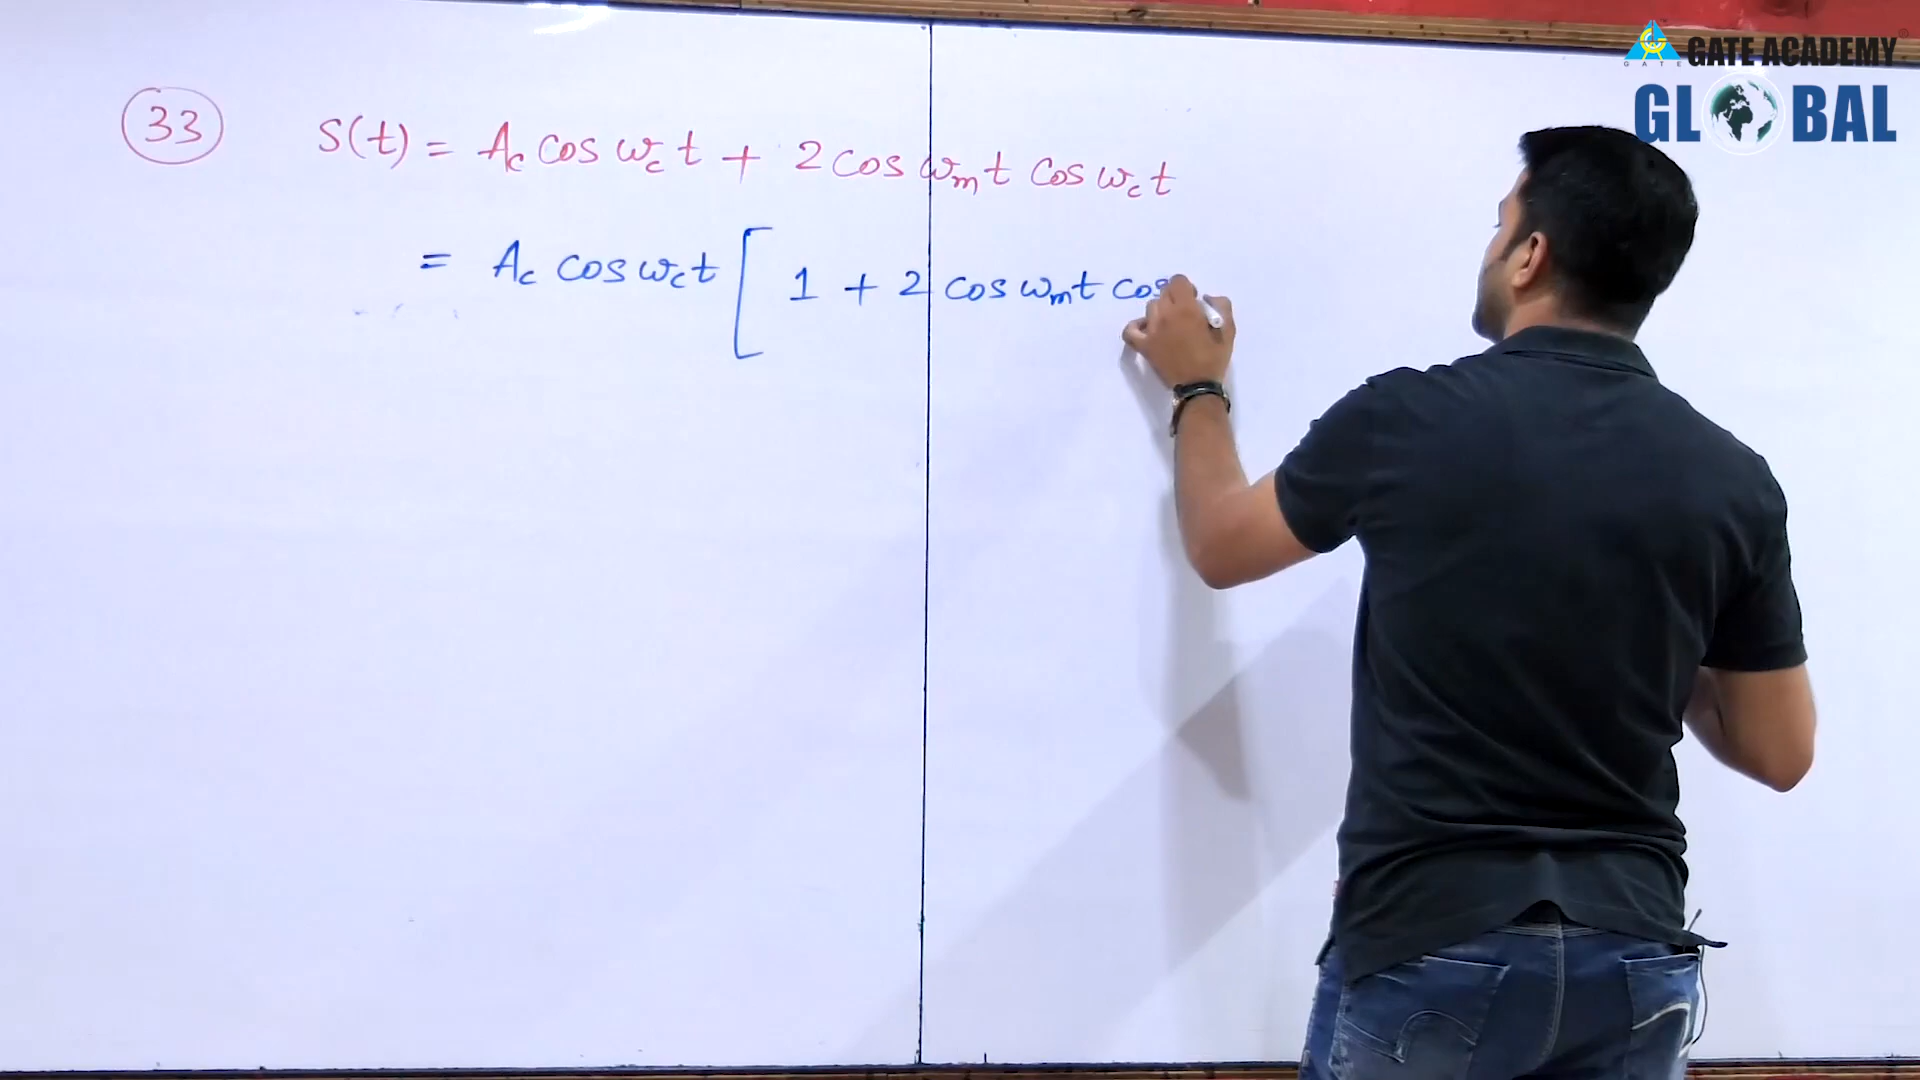 GATE ACADEMY
GATE
GLOBAL
33 S(t) = Ac cos ωc t + 2 cos ωm t cos ωc t
= Ac cos ωc t [ 1 + 2 cos ωm t cos